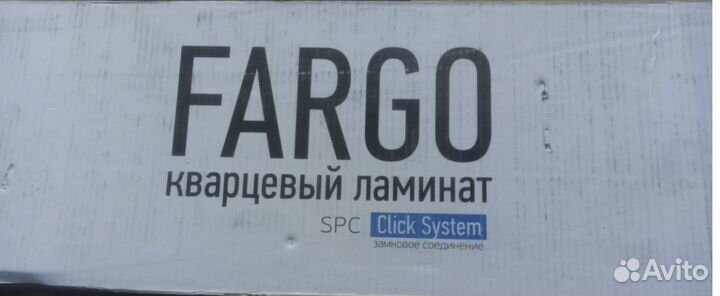 FARGO
кварцевый ламинат
SPC Click System
замковое соединение
Avito